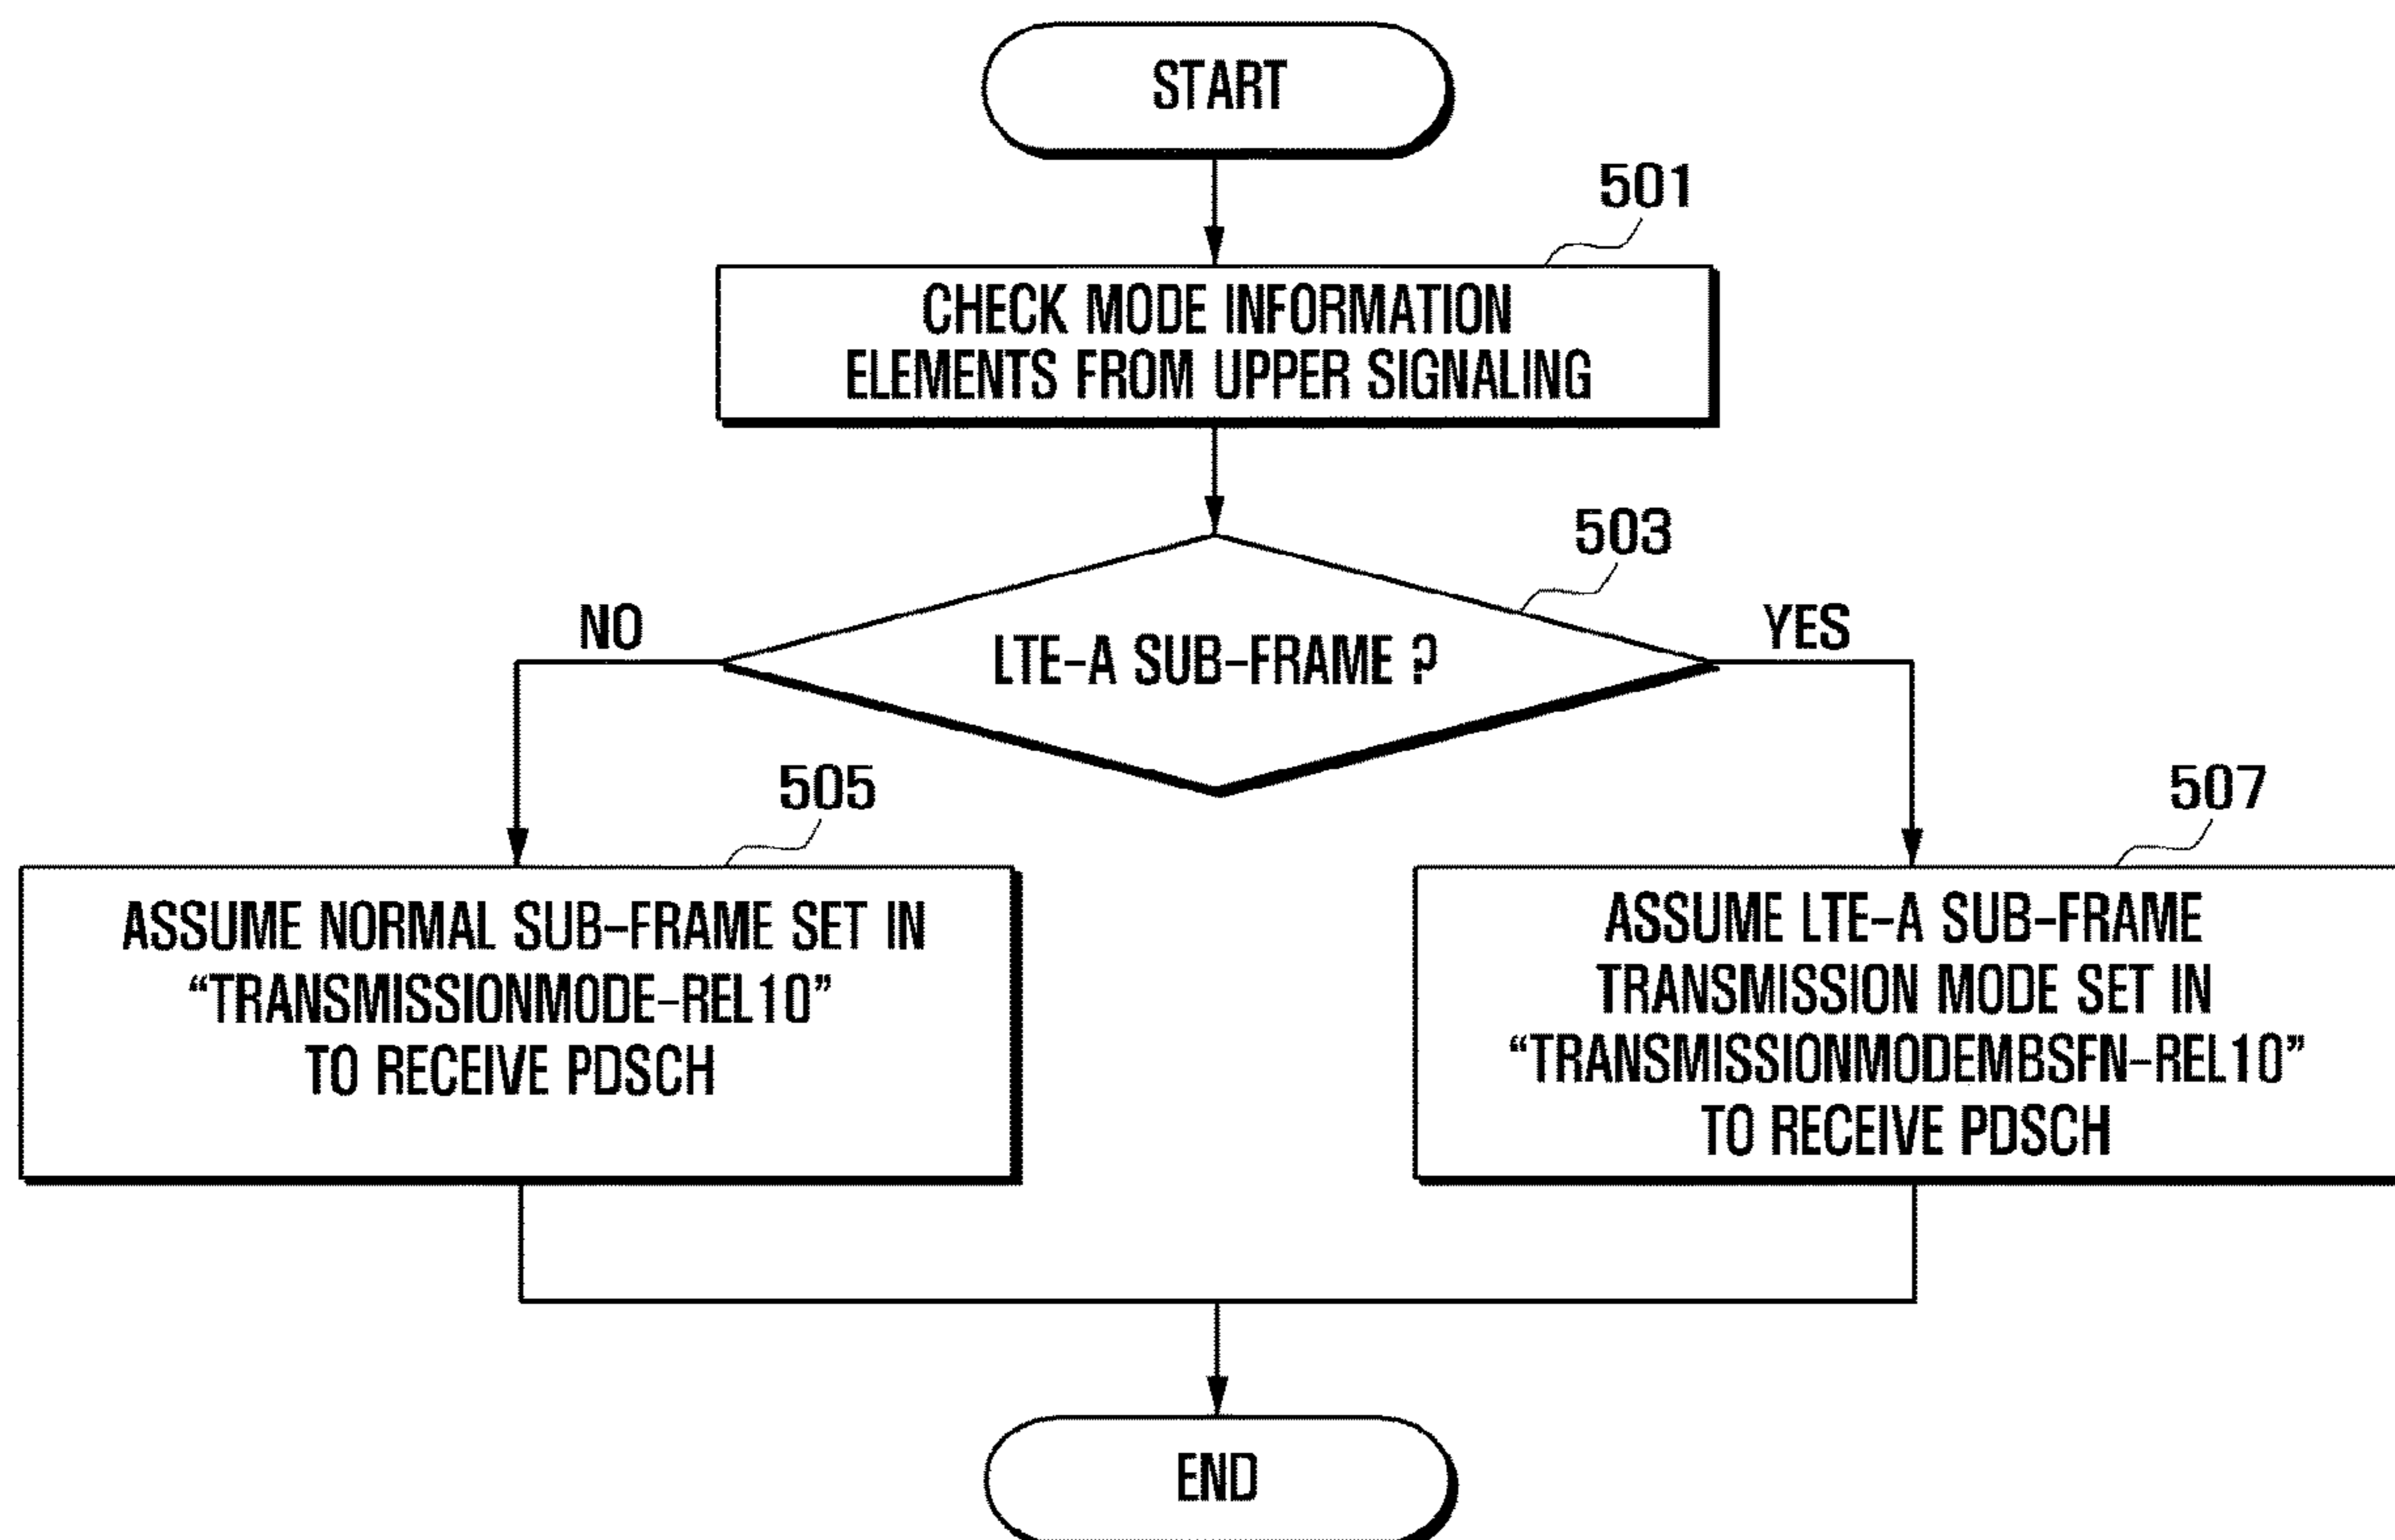 START
501
CHECK MODE INFORMATION
ELEMENTS FROM UPPER SIGNALING
503
NO
LTE-A SUB-FRAME ?
YES
505
ASSUME NORMAL SUB-FRAME SET IN
“TRANSMISSIONMODE-REL10”
TO RECEIVE PDSCH
507
ASSUME LTE-A SUB-FRAME
TRANSMISSION MODE SET IN
“TRANSMISSIONMODEMBSFN-REL10”
TO RECEIVE PDSCH
END